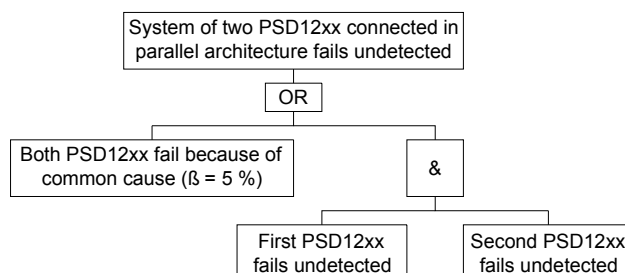 System of two PSD12xx connected in
parallel architecture fails undetected
OR
Both PSD12xx fail because of
common cause (ß = 5 %)
&
First PSD12xx
fails undetected
Second PSD12xx
fails undetected